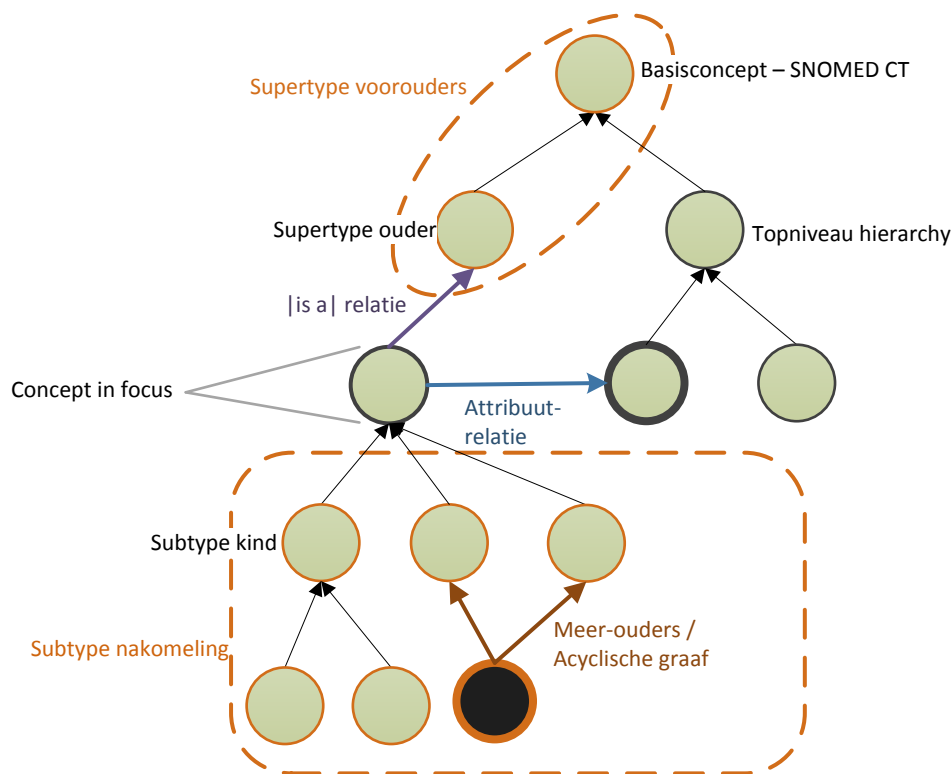 Basisconcept – SNOMED CT
Supertype voorouders
Supertype ouder
Topniveau hierarchy
|is a| relatie
Concept in focus
Attribuut-
relatie
Subtype kind
Meer-ouders /
Acyclische graaf
Subtype nakomeling